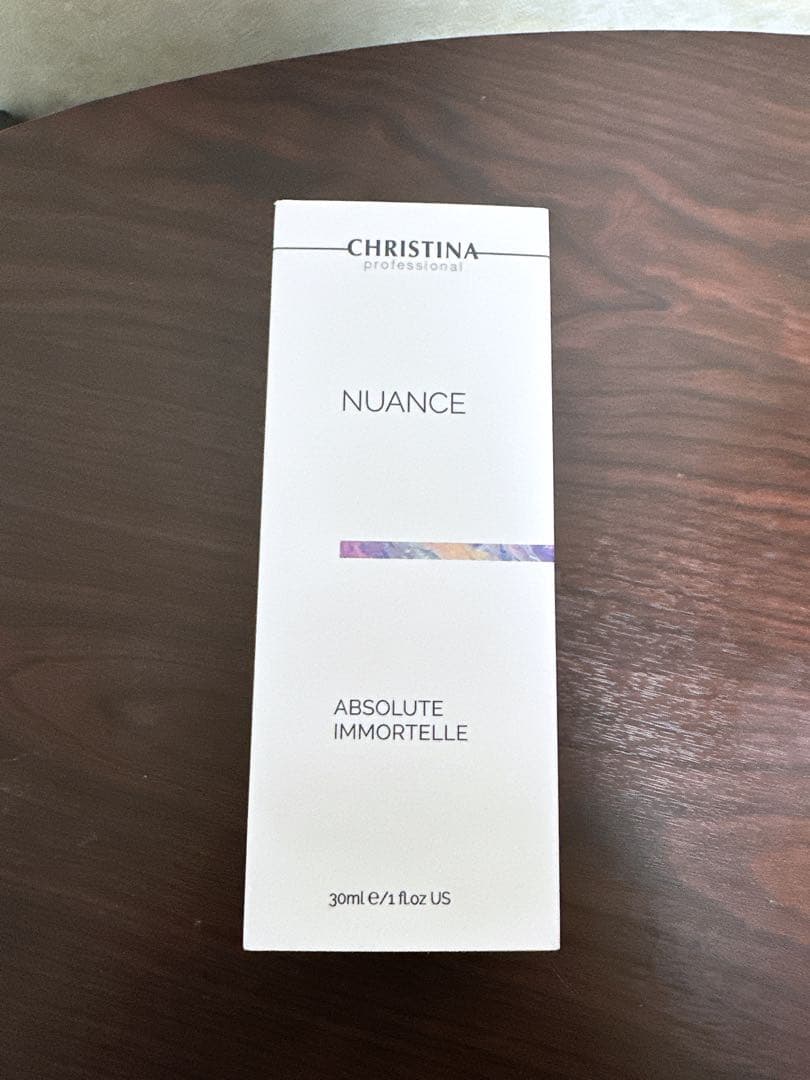 CHRISTINA
professional
NUANCE
ABSOLUTE
IMMORTELLE
30ml e/1 fl.oz US